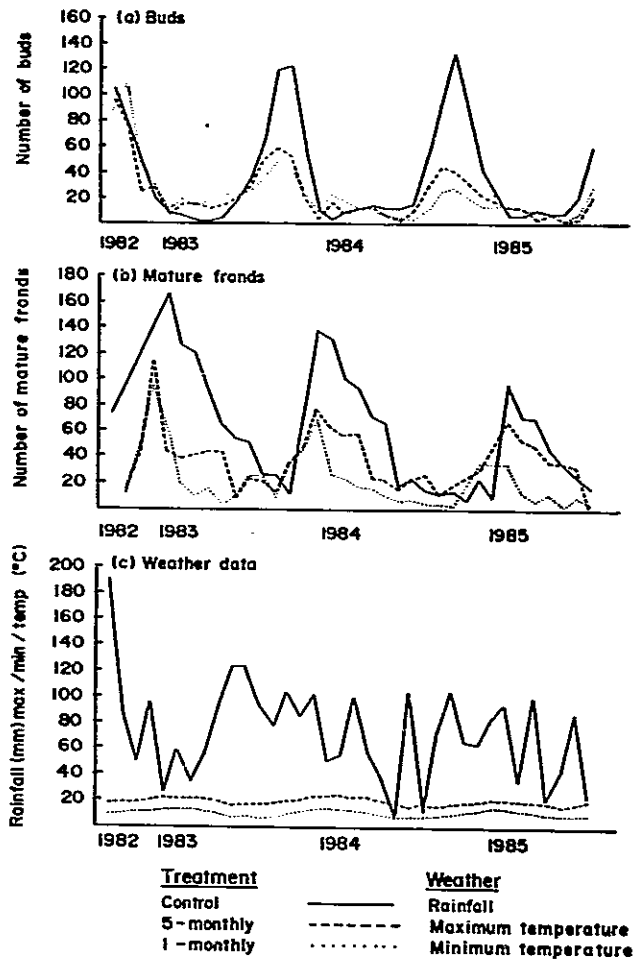 (a) Buds
Number of buds
160
140
120
100
80
60
40
20
1982 1983 1984 1985
(b) Mature fronds
Number of mature fronds
180
160
140
120
100
80
60
40
20
1982 1983 1984 1985
(c) Weather data
Rainfall (mm) max / min / temp (°C)
200
180
160
140
120
100
80
60
40
20
1982 1983 1984 1985
Treatment Weather
Control Rainfall
5-monthly Maximum temperature
1-monthly Minimum temperature